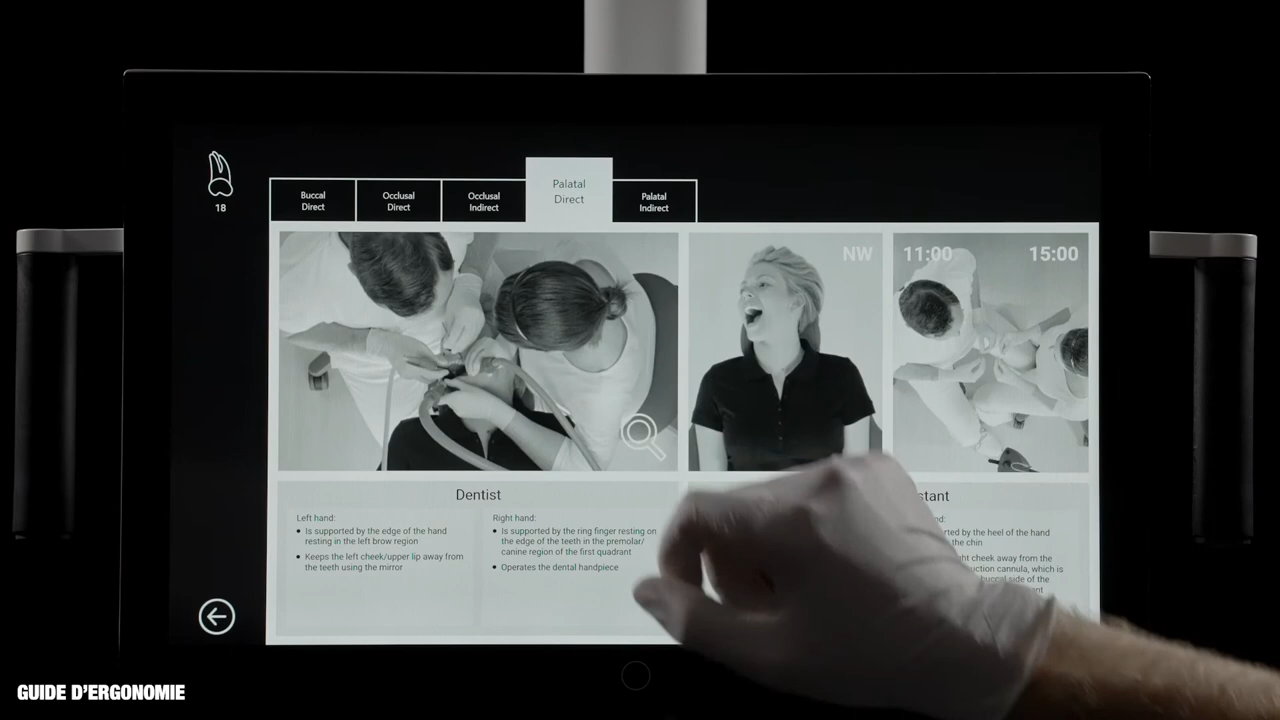 18
Buccal
Direct
Occlusal
Direct
Occlusal
Indirect
Palatal
Direct
Palatal
Indirect
NW
11:00
15:00
Dentist
Left hand:
• Is supported by the edge of the hand
resting in the left brow region
• Keeps the left cheek/upper lip away from
the teeth using the mirror
Right hand:
• Is supported by the ring finger resting on
the edge of the teeth in the premolar/
canine region of the first quadrant
• Operates the dental handpiece
by the heel of the hand
the chin
cheek away from the
cannula, which is
buccal side of the
GUIDE D'ERGONOMIE